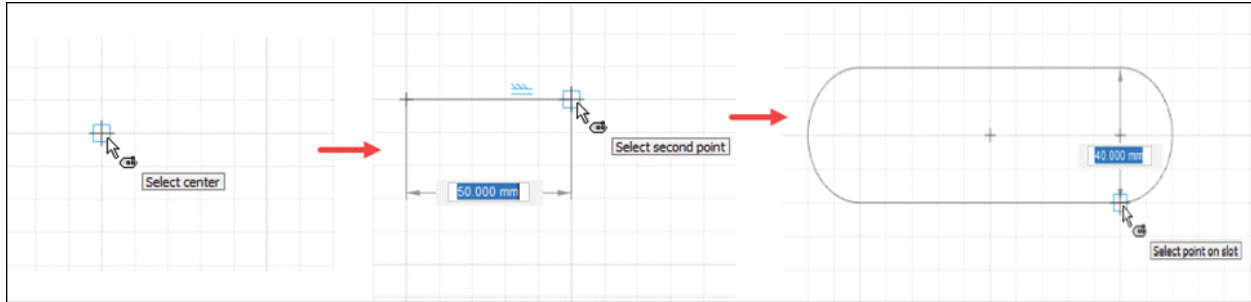 Select center
50.000 mm
Select second point
40.000 mm
Select point on slot